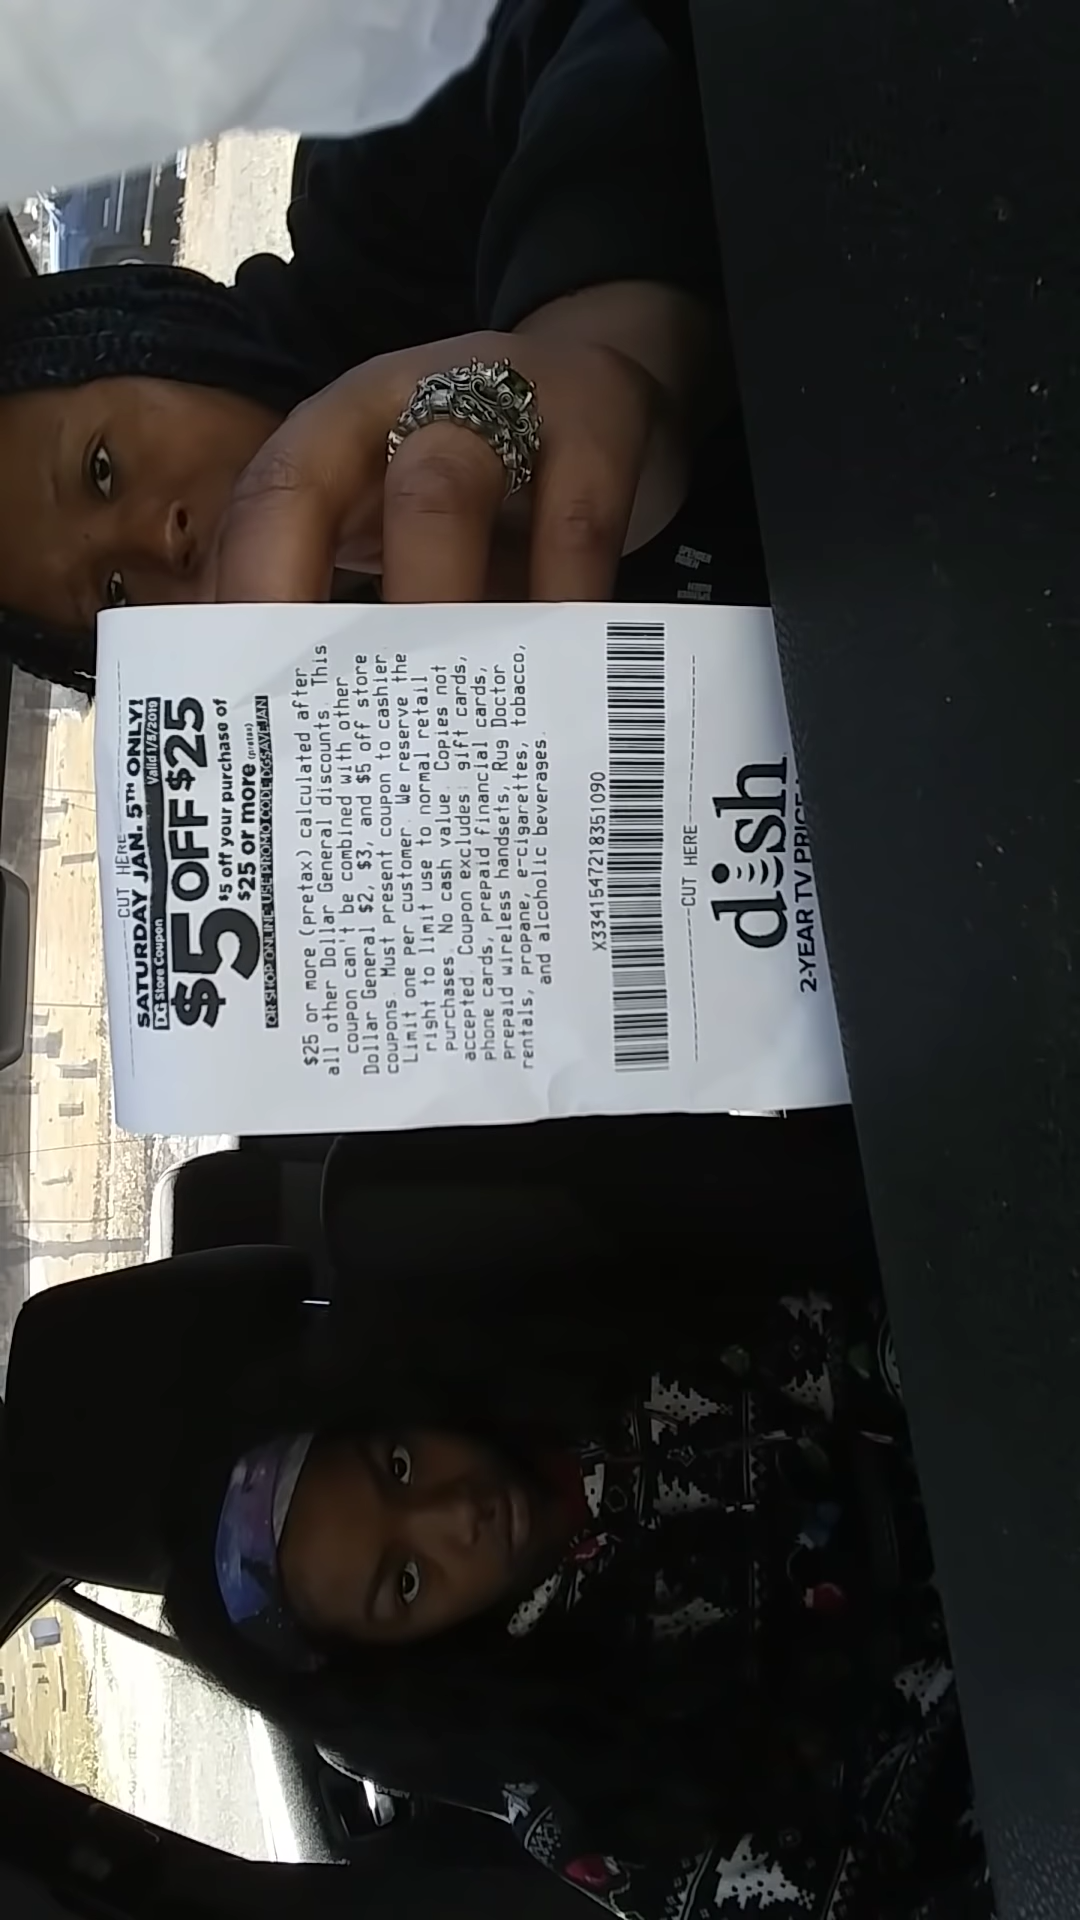 CUT HERE
SATURDAY JAN. 5TH ONLY!
DG Store Coupon Valid 1/5/2019
$5 OFF $25
$5 off your purchase of
$25 or more (pretax)
OR SHOP ONLINE: USE PROMO CODE DGSAVEJAN
$25 or more (pretax) calculated after
all other Dollar General discounts. This
coupon can't be combined with other
Dollar General $2, $3, and $5 off store
coupons. Must present coupon to cashier.
Limit one per customer. We reserve the
right to limit use to normal retail
purchases. No cash value. Copies not
accepted. Coupon excludes: gift cards,
phone cards, prepaid financial cards,
prepaid wireless handsets, Rug Doctor
rentals, propane, e-cigarettes, tobacco,
and alcoholic beverages.
X3341547218351090
CUT HERE
dish
2-YEAR TV PRICE